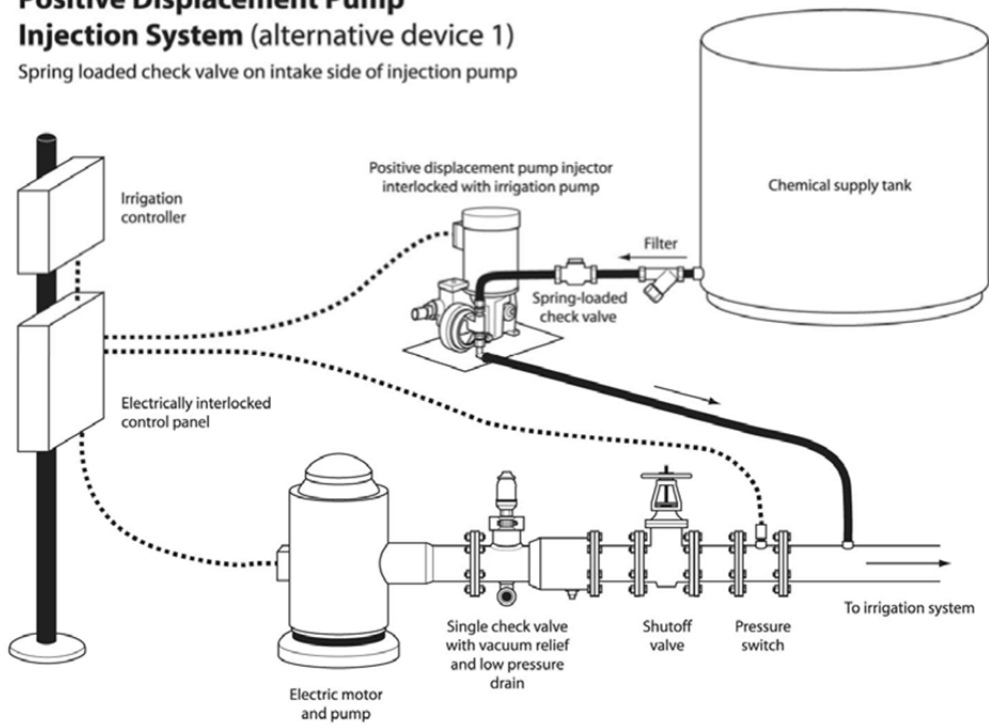 Positive Displacement Pump
Injection System (alternative device 1)
Spring loaded check valve on intake side of injection pump
Positive displacement pump injector
interlocked with irrigation pump
Chemical supply tank
Irrigation
controller
Filter
Spring-loaded
check valve
Electrically interlocked
control panel
To irrigation system
Single check valve
with vacuum relief
and low pressure
drain
Shutoff
valve
Pressure
switch
Electric motor
and pump